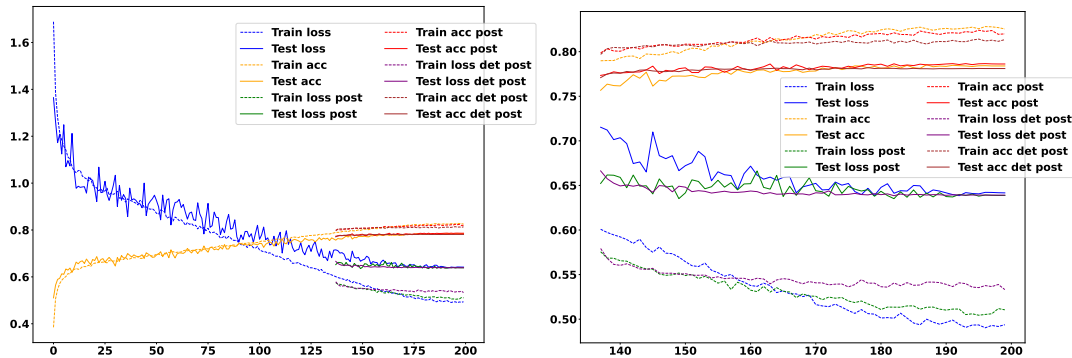 1.6
1.4
1.2
1.0
0.8
0.6
0.4
0 25 50 75 100 125 150 175 200
Train loss
Test loss
Train acc
Test acc
Train loss post
Test loss post
Train acc post
Test acc post
Train loss det post
Test loss det post
Train acc det post
Test acc det post
0.80
0.75
0.70
0.65
0.60
0.55
0.50
140 150 160 170 180 190 200
Train loss
Test loss
Train acc
Test acc
Train loss post
Test loss post
Train acc post
Test acc post
Train loss det post
Test loss det post
Train acc det post
Test acc det post